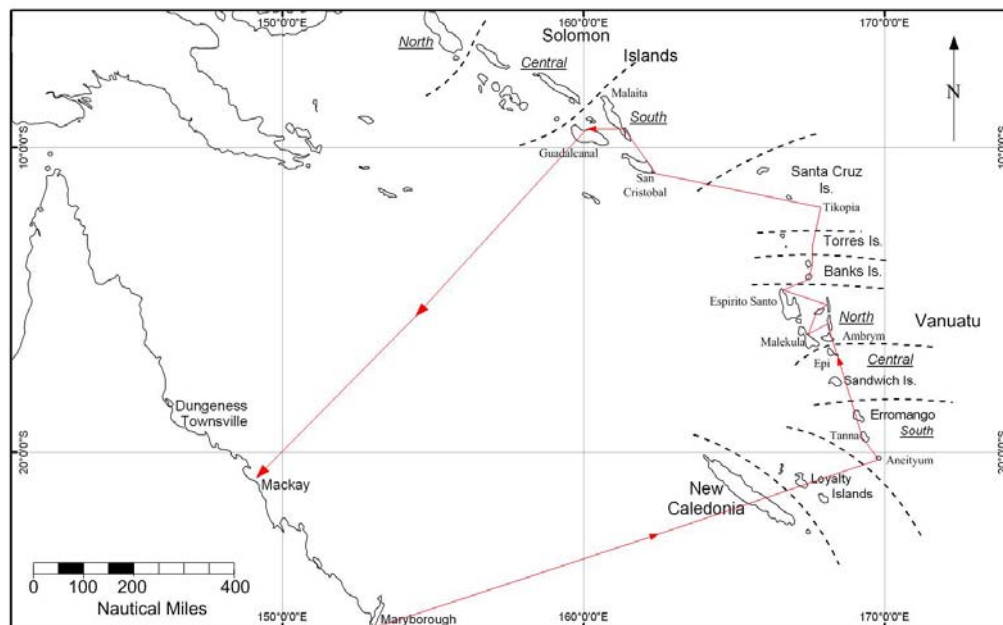 150°0'0"E
160°0'0"E
170°0'0"E
Solomon
Islands
North
Central
Malaita
South
N
10°0'0"S
10°0'0"S
Guadalcanal
San
Cristobal
Santa Cruz
Is.
Tikopia
Torres Is.
Banks Is.
Espirito Santo
North
Vanuatu
Malekula
Ambrym
Epi
Central
Sandwich Is.
Dungeness
Townsville
Erromango
South
Tanna
20°0'0"S
20°0'0"S
Aneityum
Mackay
Loyalty
Islands
New
Caledonia
0
100
200
400
Nautical Miles
Maryborough
150°0'0"E
160°0'0"E
170°0'0"E